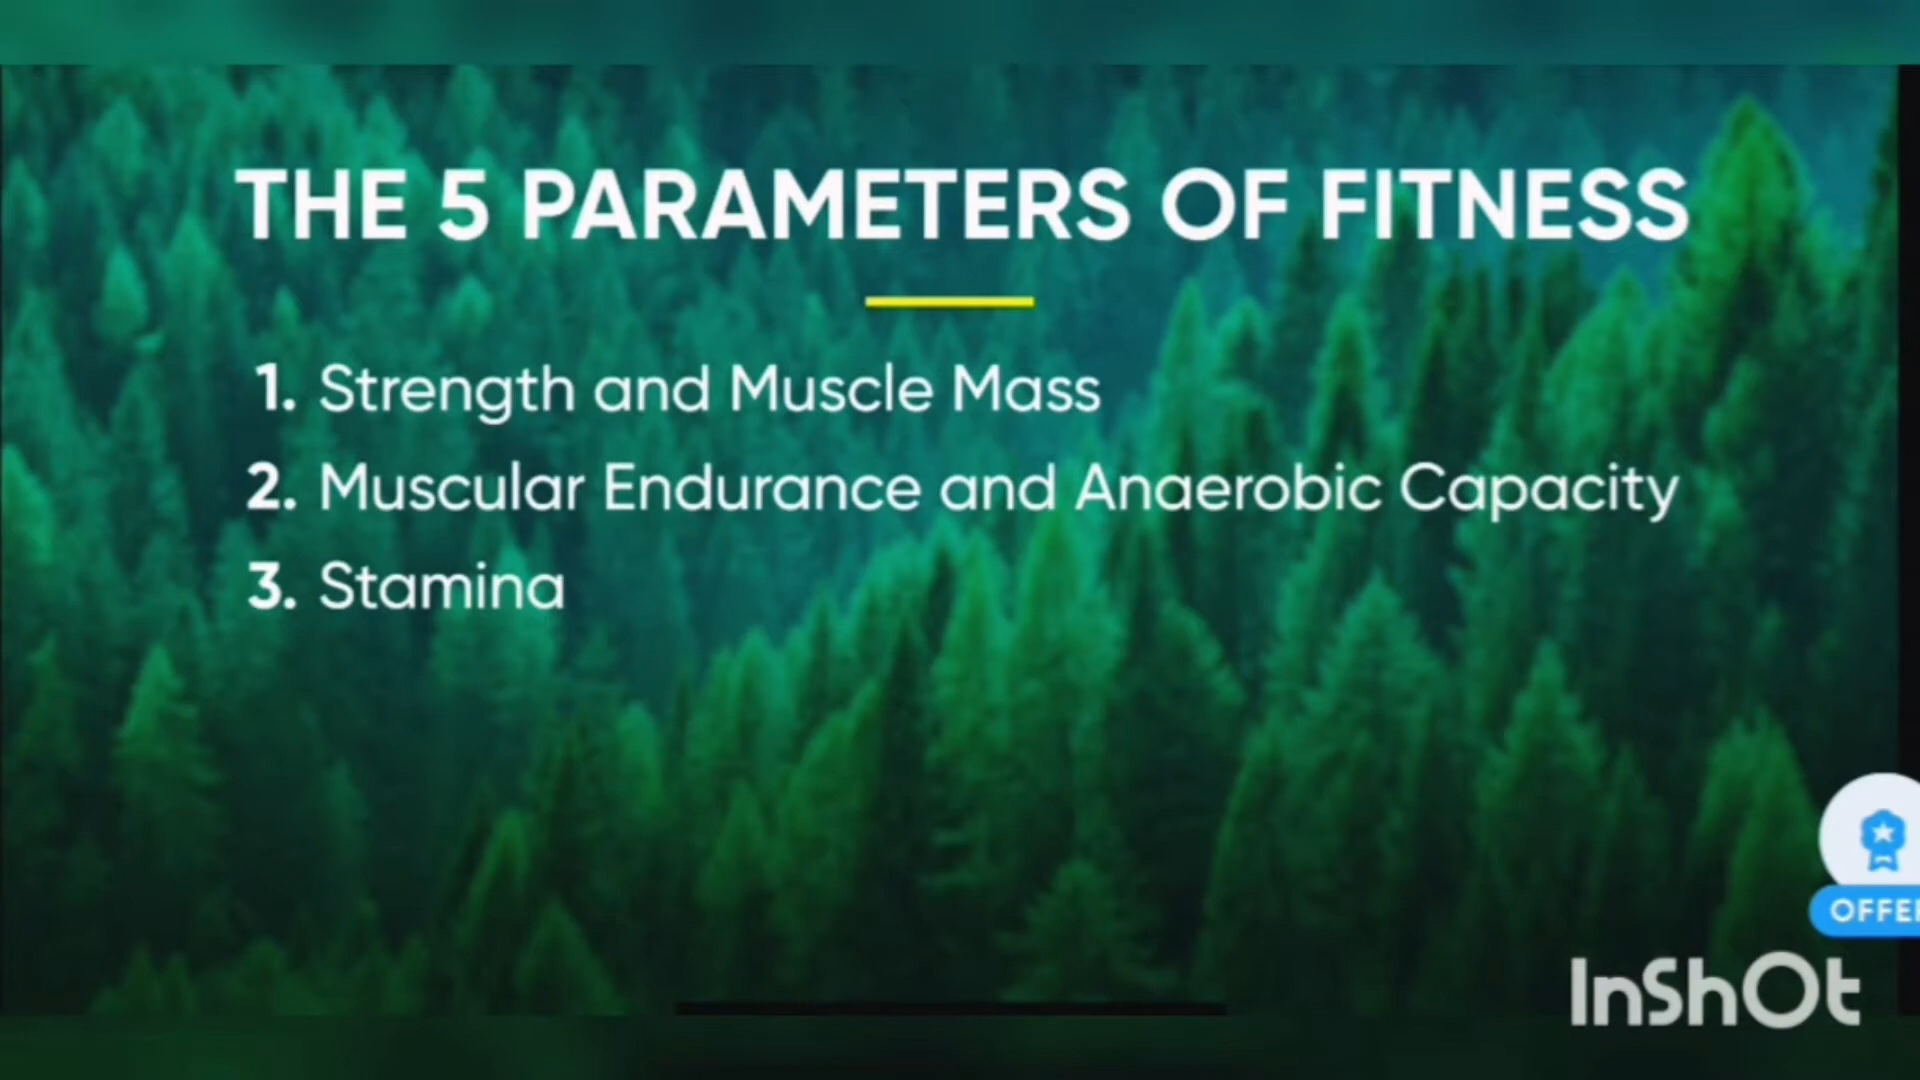 THE 5 PARAMETERS OF FITNESS
1. Strength and Muscle Mass
2. Muscular Endurance and Anaerobic Capacity
3. Stamina
InShOt